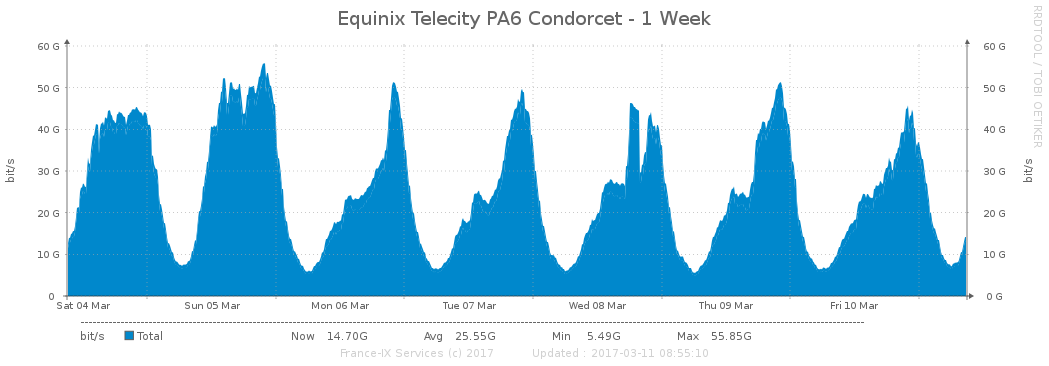 Equinix Telecity PA6 Condorcet - 1 Week
RRDTOOL / TOBI OETIKER
60 G 60 G
50 G 50 G
40 G 40 G
30 G 30 G
20 G 20 G
10 G 10 G
0 0 G
bit/s bit/s
Sat 04 Mar Sun 05 Mar Mon 06 Mar Tue 07 Mar Wed 08 Mar Thu 09 Mar Fri 10 Mar
bit/s Total Now 14.70G Avg 25.55G Min 5.49G Max 55.85G
France-IX Services (c) 2017 Updated : 2017-03-11 08:55:10